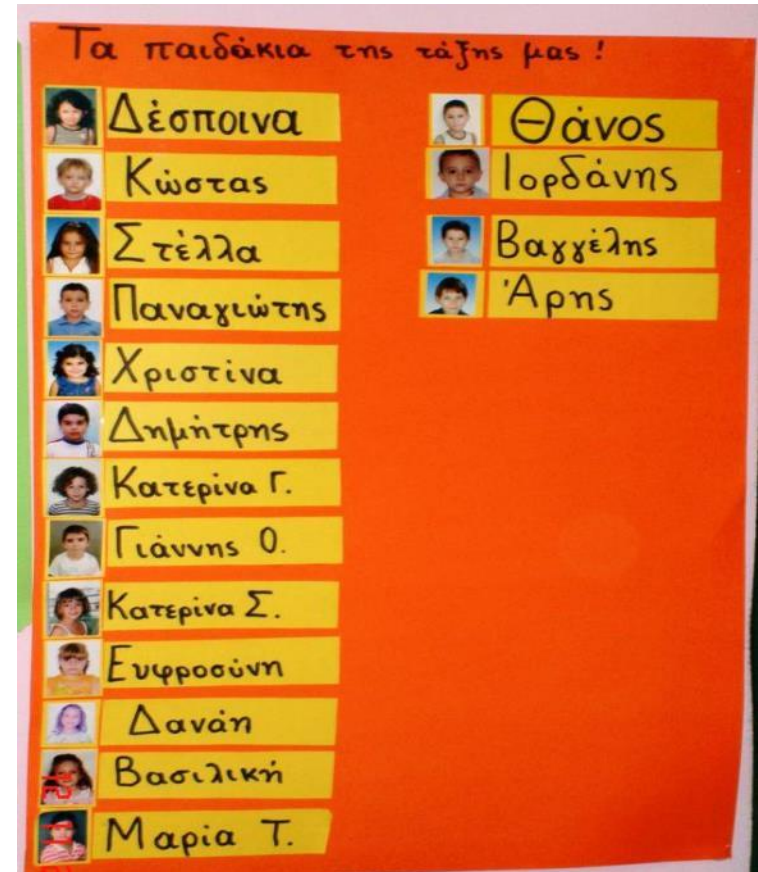 Τα παιδάκια της τάξης μας!
Δέσποινα
Κώστας
Στέλλα
Παναγιώτης
Χριστίνα
Δημήτρης
Κατερίνα Γ.
Γιάννης Ο.
Κατερίνα Σ.
Ευφροσύνη
Δανάη
Βασιλική
Μαρία Τ.
Θάνος
Ιορδάνης
Βαγγέλης
Άρης